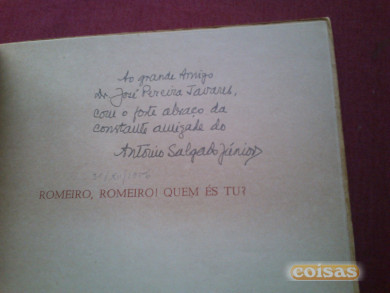 Ao grande Amigo
Dr. José Pereira Tavares,
com o forte abraço da
constante amizade do
António Salgado Júnior
ROMEIRO, ROMEIRO! QUEM ÉS TU?
coisas